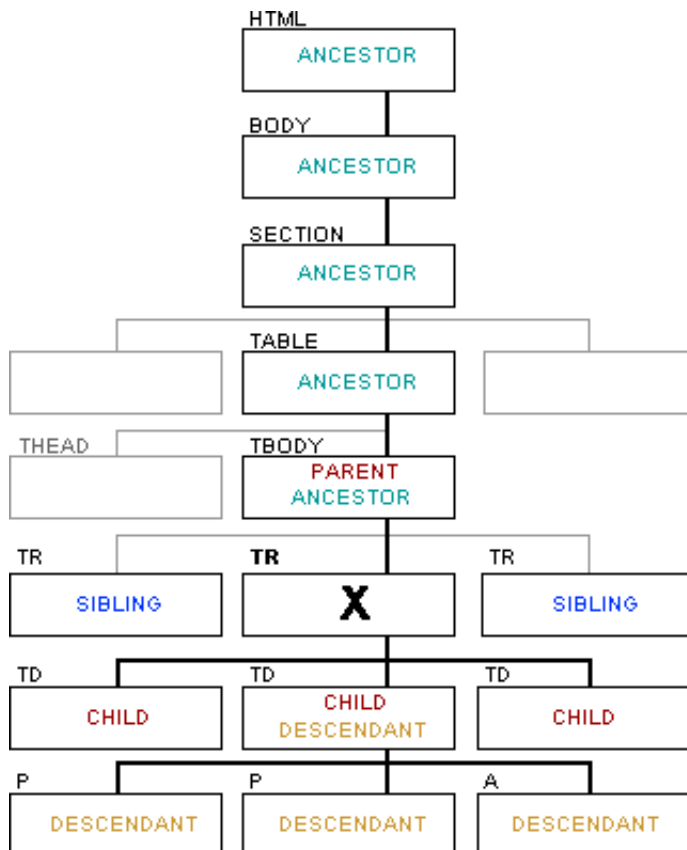 HTML
ANCESTOR
BODY
ANCESTOR
SECTION
ANCESTOR
TABLE
ANCESTOR
THEAD
TBODY
PARENT
ANCESTOR
TR
TR
TR
SIBLING
X
SIBLING
TD
TD
TD
CHILD
CHILD
DESCENDANT
CHILD
P
P
A
DESCENDANT
DESCENDANT
DESCENDANT